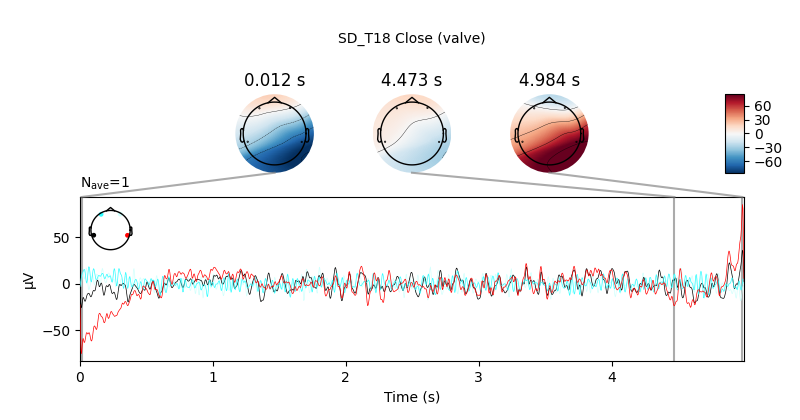 SD_T18 Close (valve)
0.012 s
4.473 s
4.984 s
60
30
0
−30
−60
Nave=1
50
0
−50
µV
0
1
2
3
4
Time (s)